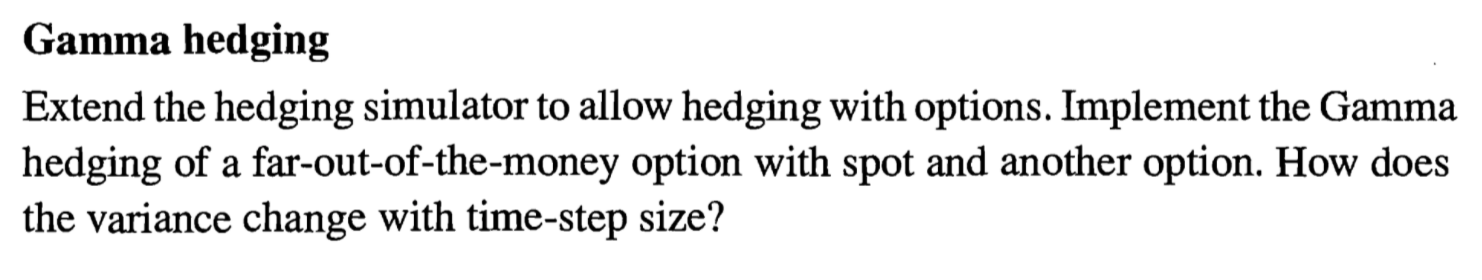 Gamma hedging
Extend the hedging simulator to allow hedging with options. Implement the Gamma
hedging of a far-out-of-the-money option with spot and another option. How does
the variance change with time-step size?